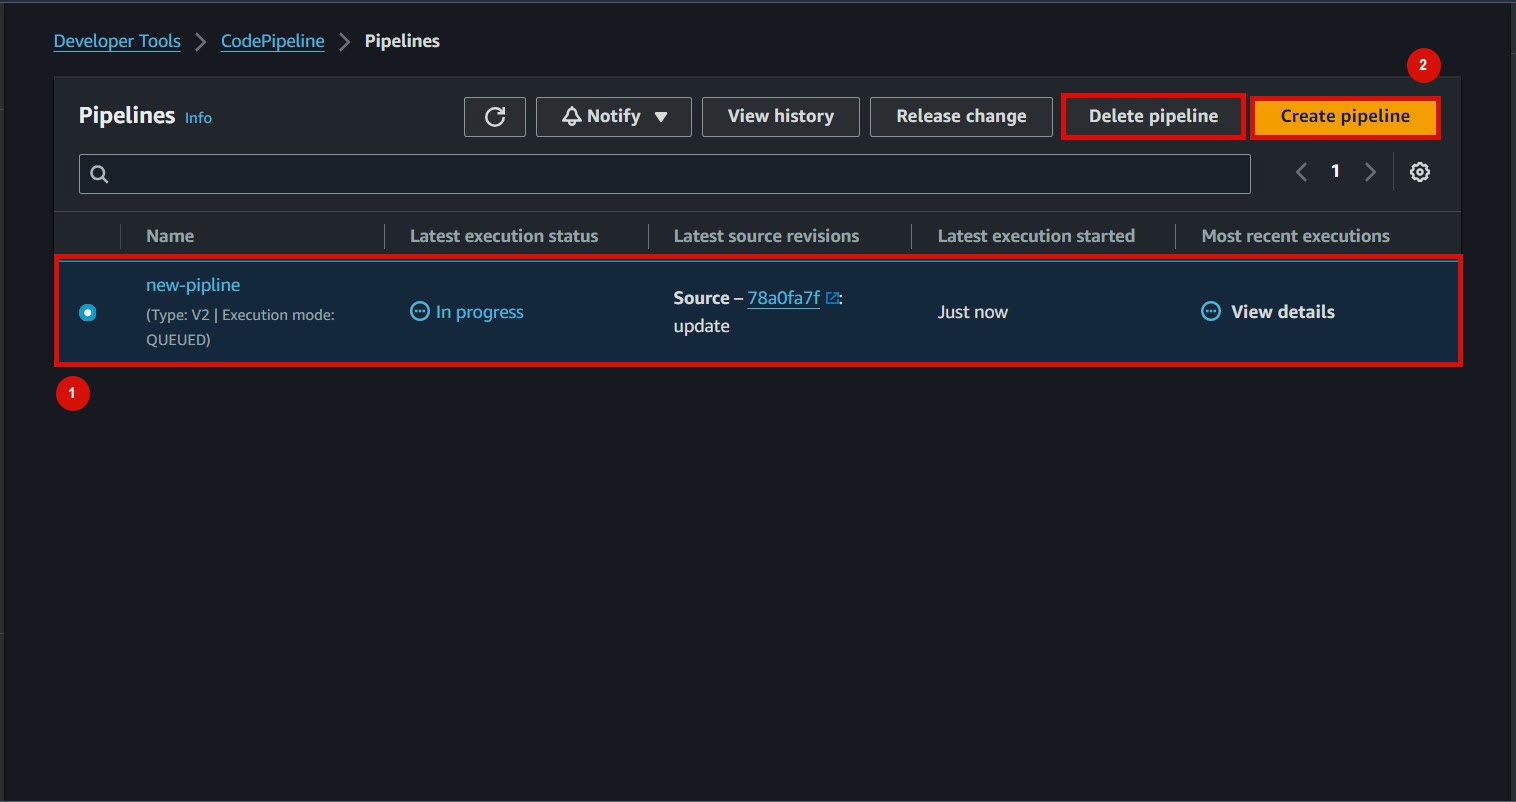 Developer Tools > CodePipeline > Pipelines
2
Pipelines Info Notify ▼ View history Release change Delete pipeline Create pipeline
1
Name Latest execution status Latest source revisions Latest execution started Most recent executions
new-pipline
(Type: V2 | Execution mode:
QUEUED)
In progress
Source – 78a0fa7f :
update
Just now
View details
1